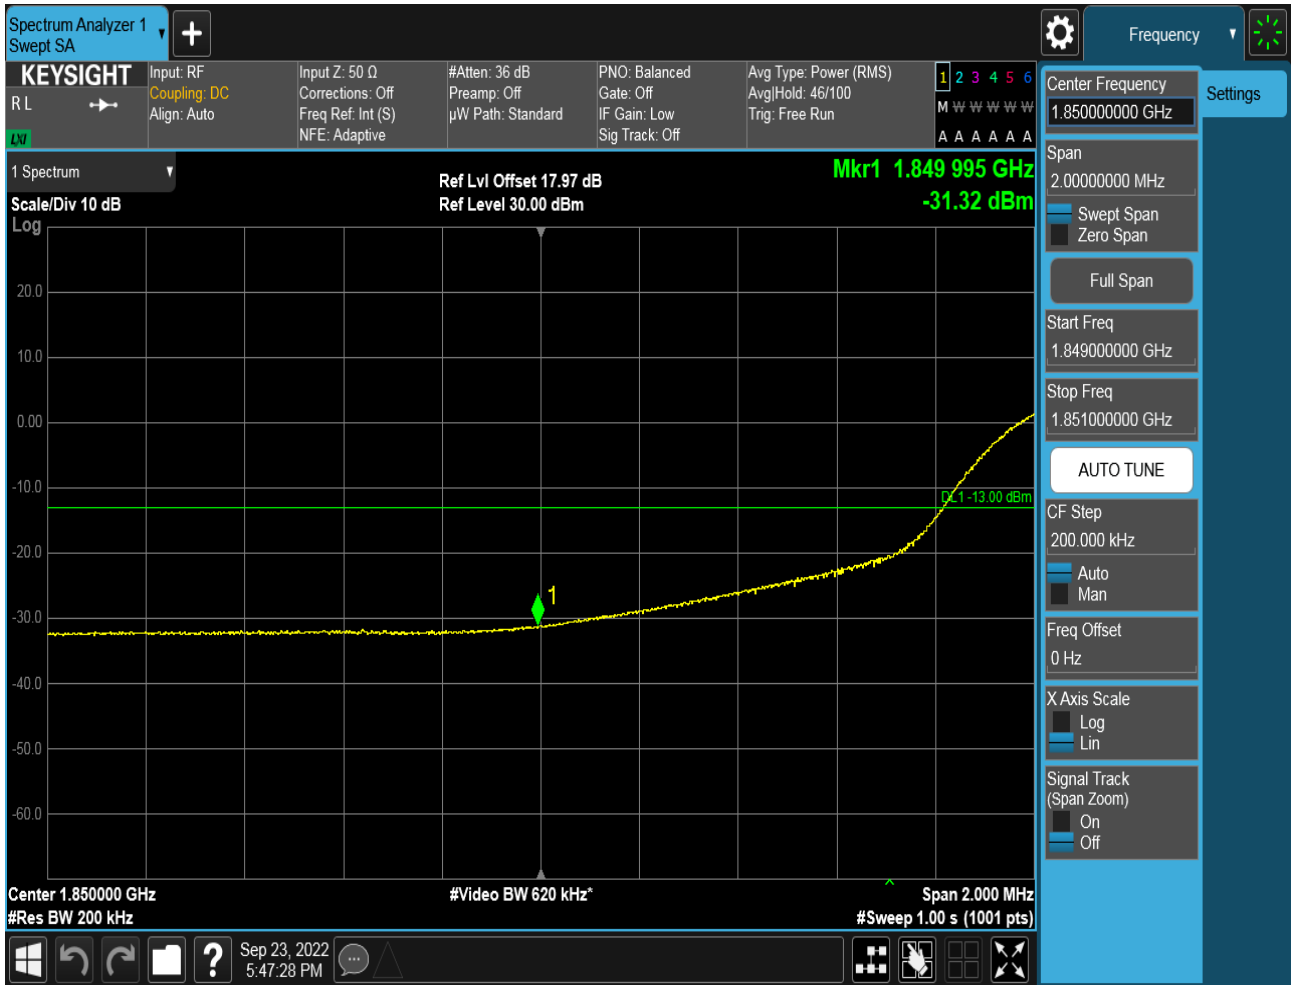 Spectrum Analyzer 1
Swept SA
Frequency
KEYSIGHT
R L
LXI
Input: RF
Coupling: DC
Align: Auto
Input Z: 50 Ω
Corrections: Off
Freq Ref: Int (S)
NFE: Adaptive
#Atten: 36 dB
Preamp: Off
µW Path: Standard
PNO: Balanced
Gate: Off
IF Gain: Low
Sig Track: Off
Avg Type: Power (RMS)
Avg|Hold: 46/100
Trig: Free Run
1 2 3 4 5 6
M W W W W W
A A A A A A
1 Spectrum
Scale/Div 10 dB
Log
Ref Lvl Offset 17.97 dB
Ref Level 30.00 dBm
Mkr1 1.849 995 GHz
-31.32 dBm
20.0
10.0
0.00
-10.0
DL1 -13.00 dBm
-20.0
1
-30.0
-40.0
-50.0
-60.0
Center 1.850000 GHz
#Video BW 620 kHz*
Span 2.000 MHz
#Res BW 200 kHz
#Sweep 1.00 s (1001 pts)
?
Sep 23, 2022
5:47:28 PM
Center Frequency
1.850000000 GHz
Settings
Span
2.00000000 MHz
Swept Span
Zero Span
Full Span
Start Freq
1.849000000 GHz
Stop Freq
1.851000000 GHz
AUTO TUNE
CF Step
200.000 kHz
Auto
Man
Freq Offset
0 Hz
X Axis Scale
Log
Lin
Signal Track
(Span Zoom)
On
Off